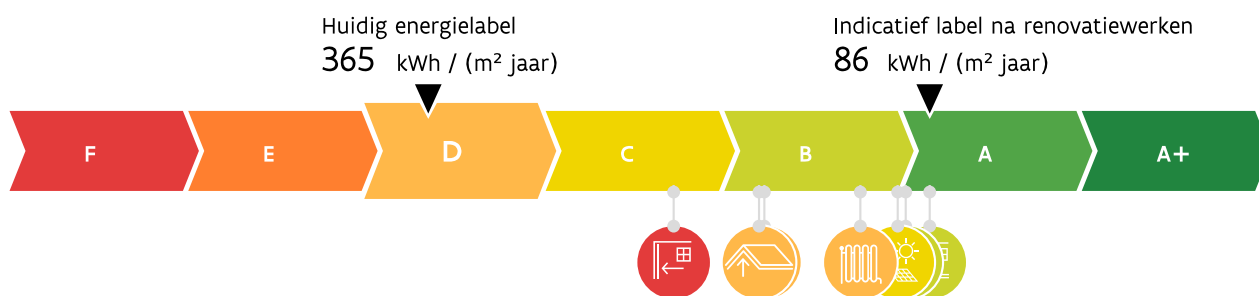 Huidig energielabel
365 kWh / (m² jaar)
Indicatief label na renovatiewerken
86 kWh / (m² jaar)
F E D C B A A+